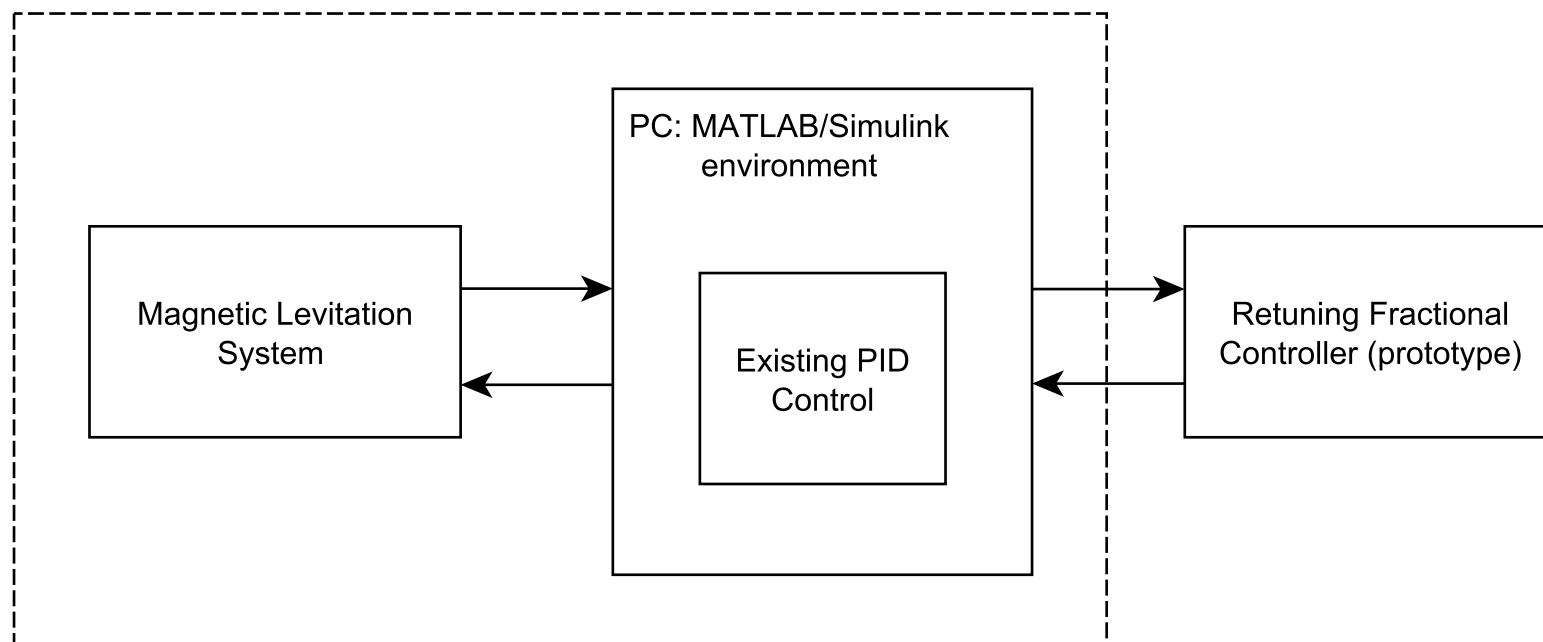 PC: MATLAB/Simulink
environment
Magnetic Levitation
System
Existing PID
Control
Retuning Fractional
Controller (prototype)